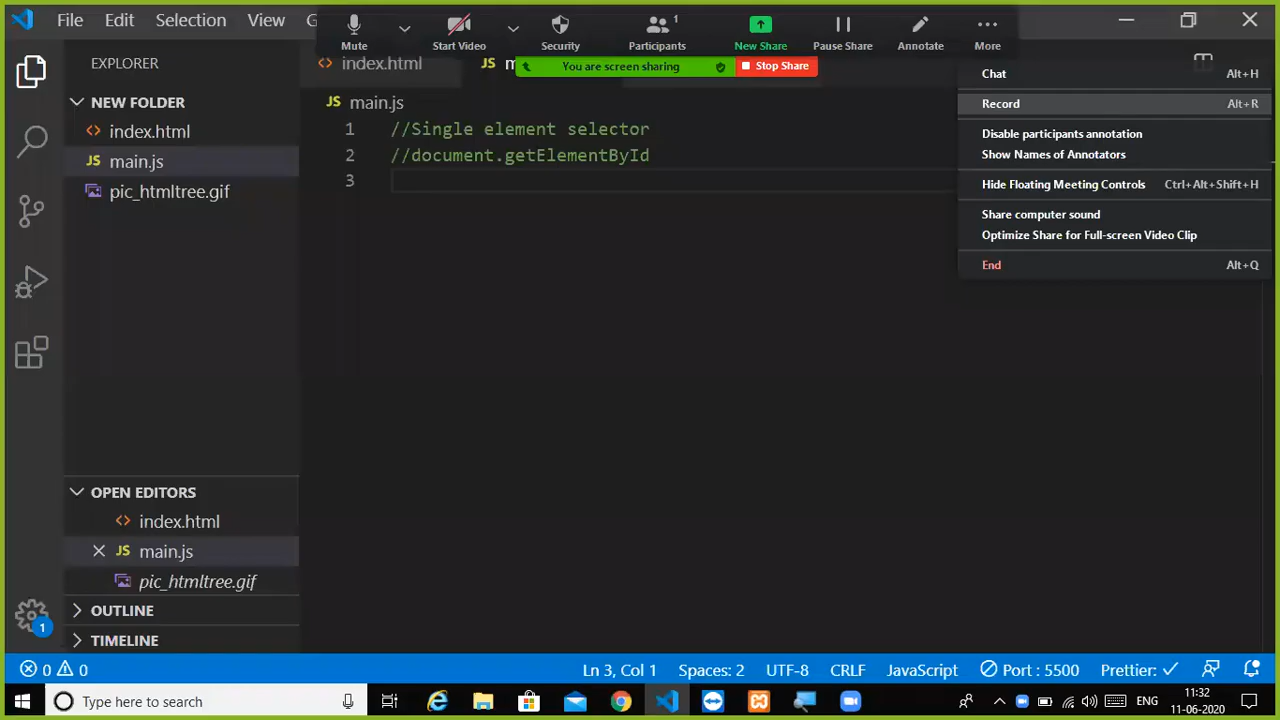 File Edit Selection View G
Mute
Start Video
Security
Participants 1
New Share
Pause Share
Annotate
More
You are screen sharing
Stop Share
Chat Alt+H
Record Alt+R
Disable participants annotation
Show Names of Annotators
Hide Floating Meeting Controls Ctrl+Alt+Shift+H
Share computer sound
Optimize Share for Full-screen Video Clip
End Alt+Q
EXPLORER
NEW FOLDER
<> index.html
JS main.js
pic_htmltree.gif
OPEN EDITORS
<> index.html
JS main.js
pic_htmltree.gif
OUTLINE
TIMELINE
1
<> index.html
JS m
JS main.js
1 //Single element selector
2 //document.getElementById
3
0 0
Ln 3, Col 1 Spaces: 2 UTF-8 CRLF JavaScript Port : 5500 Prettier:
Type here to search
ENG
11:32
11-06-2020